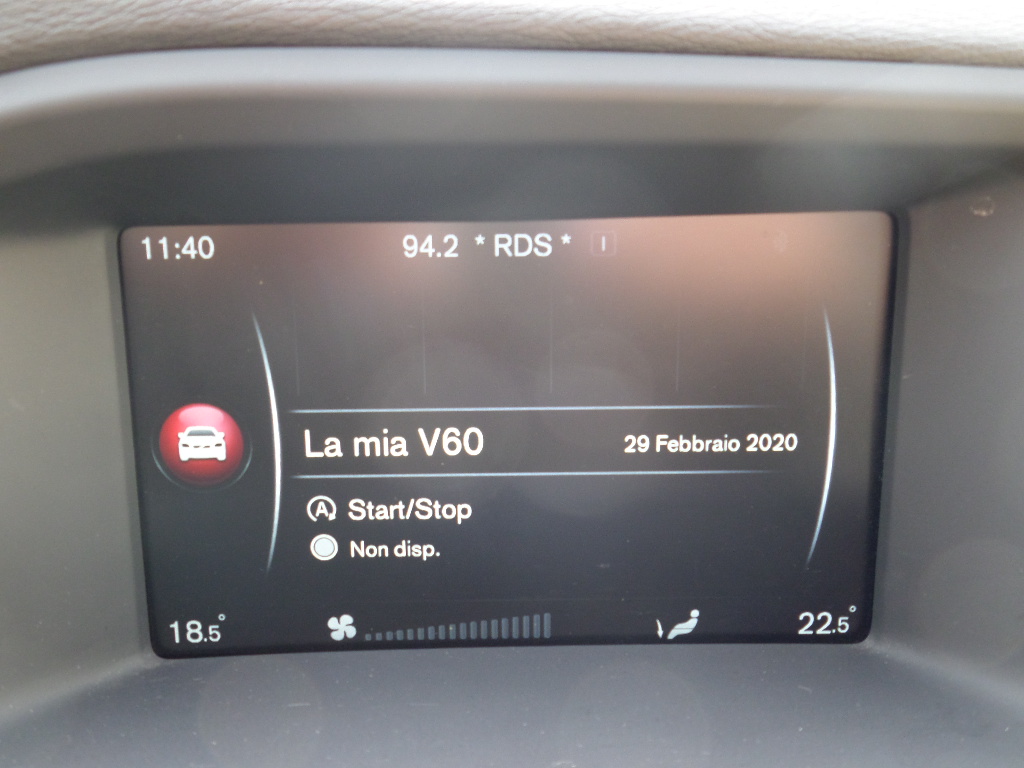 11:40 94.2 * RDS * I
La mia V60 29 Febbraio 2020
A Start/Stop
Non disp.
18.5° 22.5°